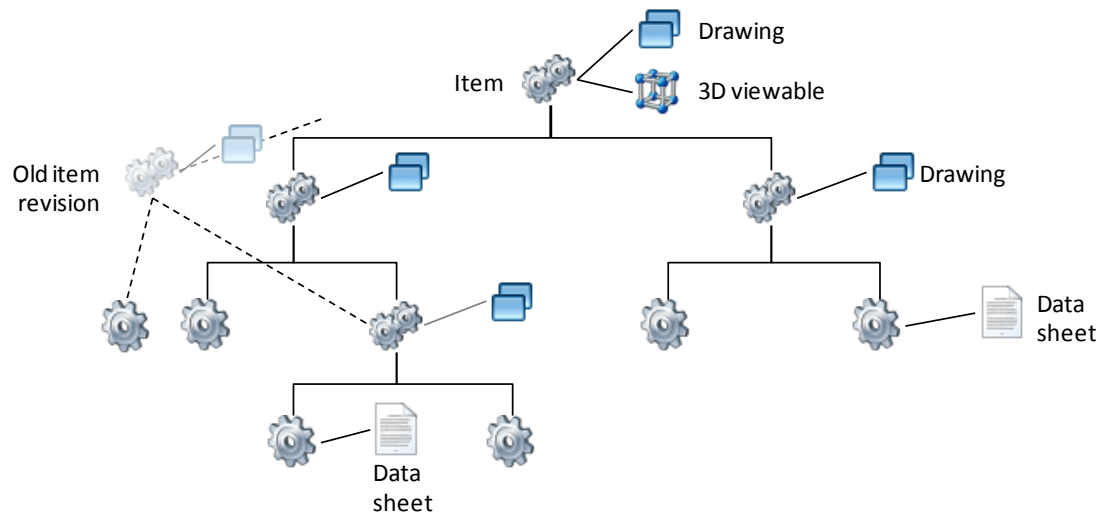 Drawing
Item
3D viewable
Old item
revision
Drawing
Data
sheet
Data
sheet